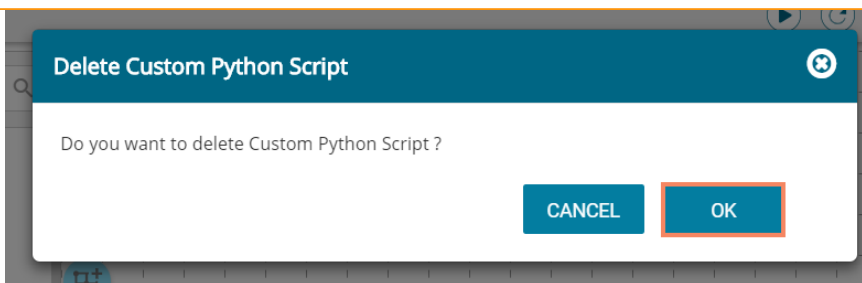 Delete Custom Python Script
Do you want to delete Custom Python Script ?
CANCEL OK